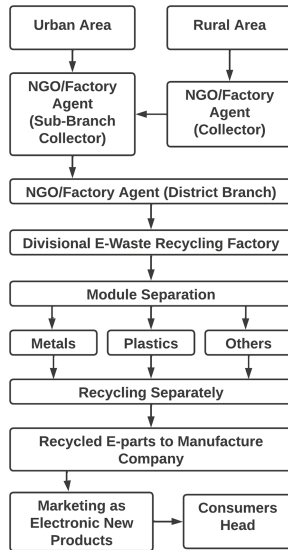 Urban Area
Rural Area
NGO/Factory
Agent
(Sub-Branch
Collector)
NGO/Factory
Agent
(Collector)
NGO/Factory Agent (District Branch)
Divisional E-Waste Recycling Factory
Module Separation
Metals
Plastics
Others
Recycling Separately
Recycled E-parts to Manufacture
Company
Marketing as
Electronic New
Products
Consumers
Head